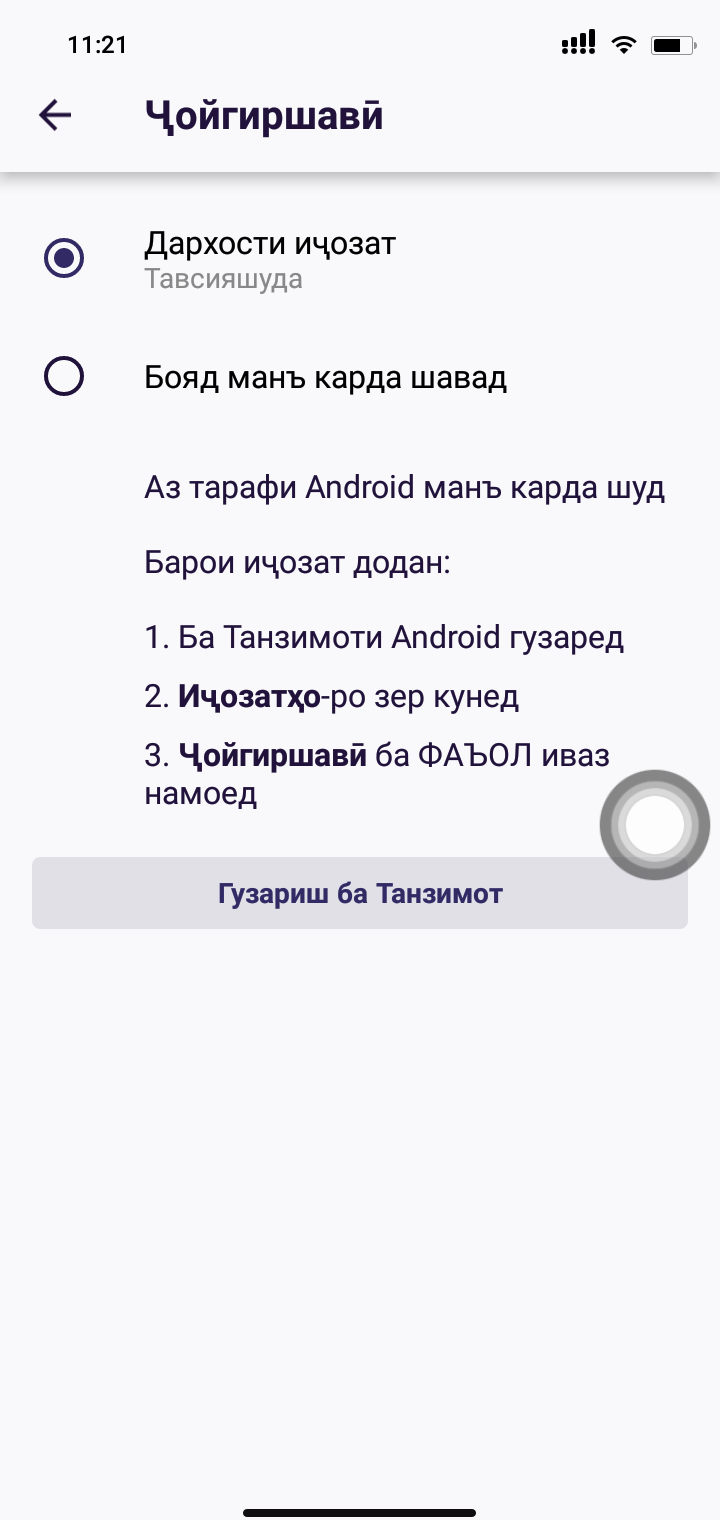 11:21
Ҷойгиршавӣ
Дархости иҷозат
Тавсияшуда
Бояд манъ карда шавад
Аз тарафи Android манъ карда шуд
Барои иҷозат додан:
1. Ба Танзимоти Android гузаред
2. Иҷозатҳо-ро зер кунед
3. Ҷойгиршавӣ ба ФАЪОЛ иваз
намоед
Гузариш ба Танзимот